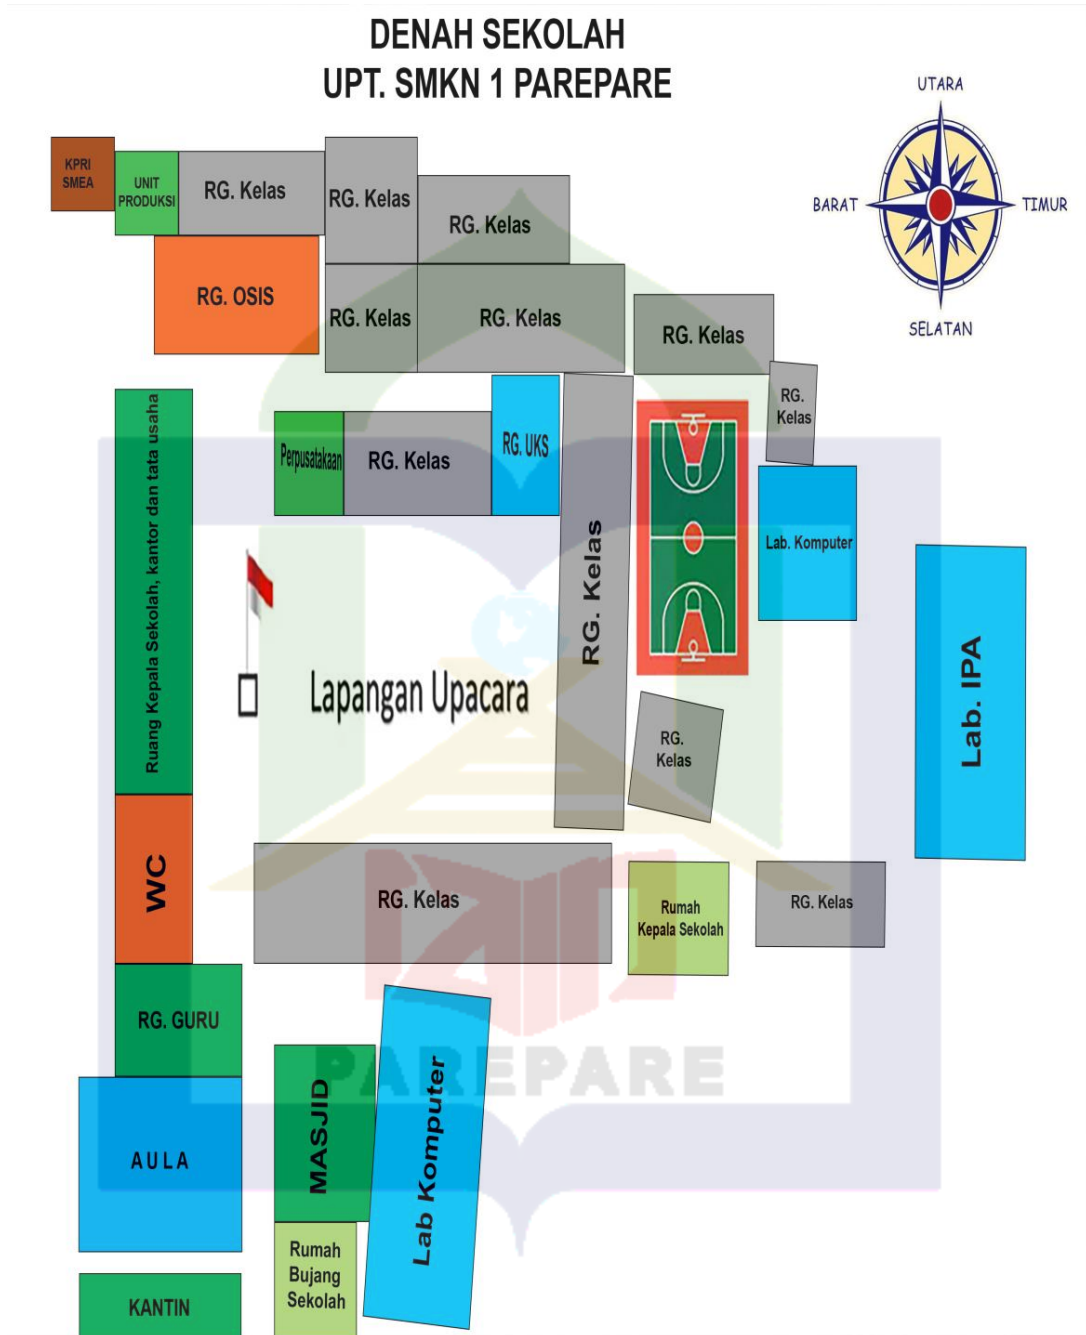 DENAH SEKOLAH
UPT. SMKN 1 PAREPARE
UTARA
BARAT
TIMUR
SELATAN
KPRI
SMEA
UNIT
PRODUKSI
RG. Kelas
RG. Kelas
RG. Kelas
RG. OSIS
RG. Kelas
RG. Kelas
RG. Kelas
RG.
Kelas
Ruang Kepala Sekolah, kantor dan tata usaha
Perpusatakaan
RG. Kelas
RG. UKS
RG. Kelas
Lab. Komputer
Lab. IPA
Lapangan Upacara
RG.
Kelas
WC
RG. Kelas
Rumah
Kepala Sekolah
RG. Kelas
RG. GURU
PAREPARE
AULA
MASJID
Lab Komputer
Rumah
Bujang
Sekolah
KANTIN